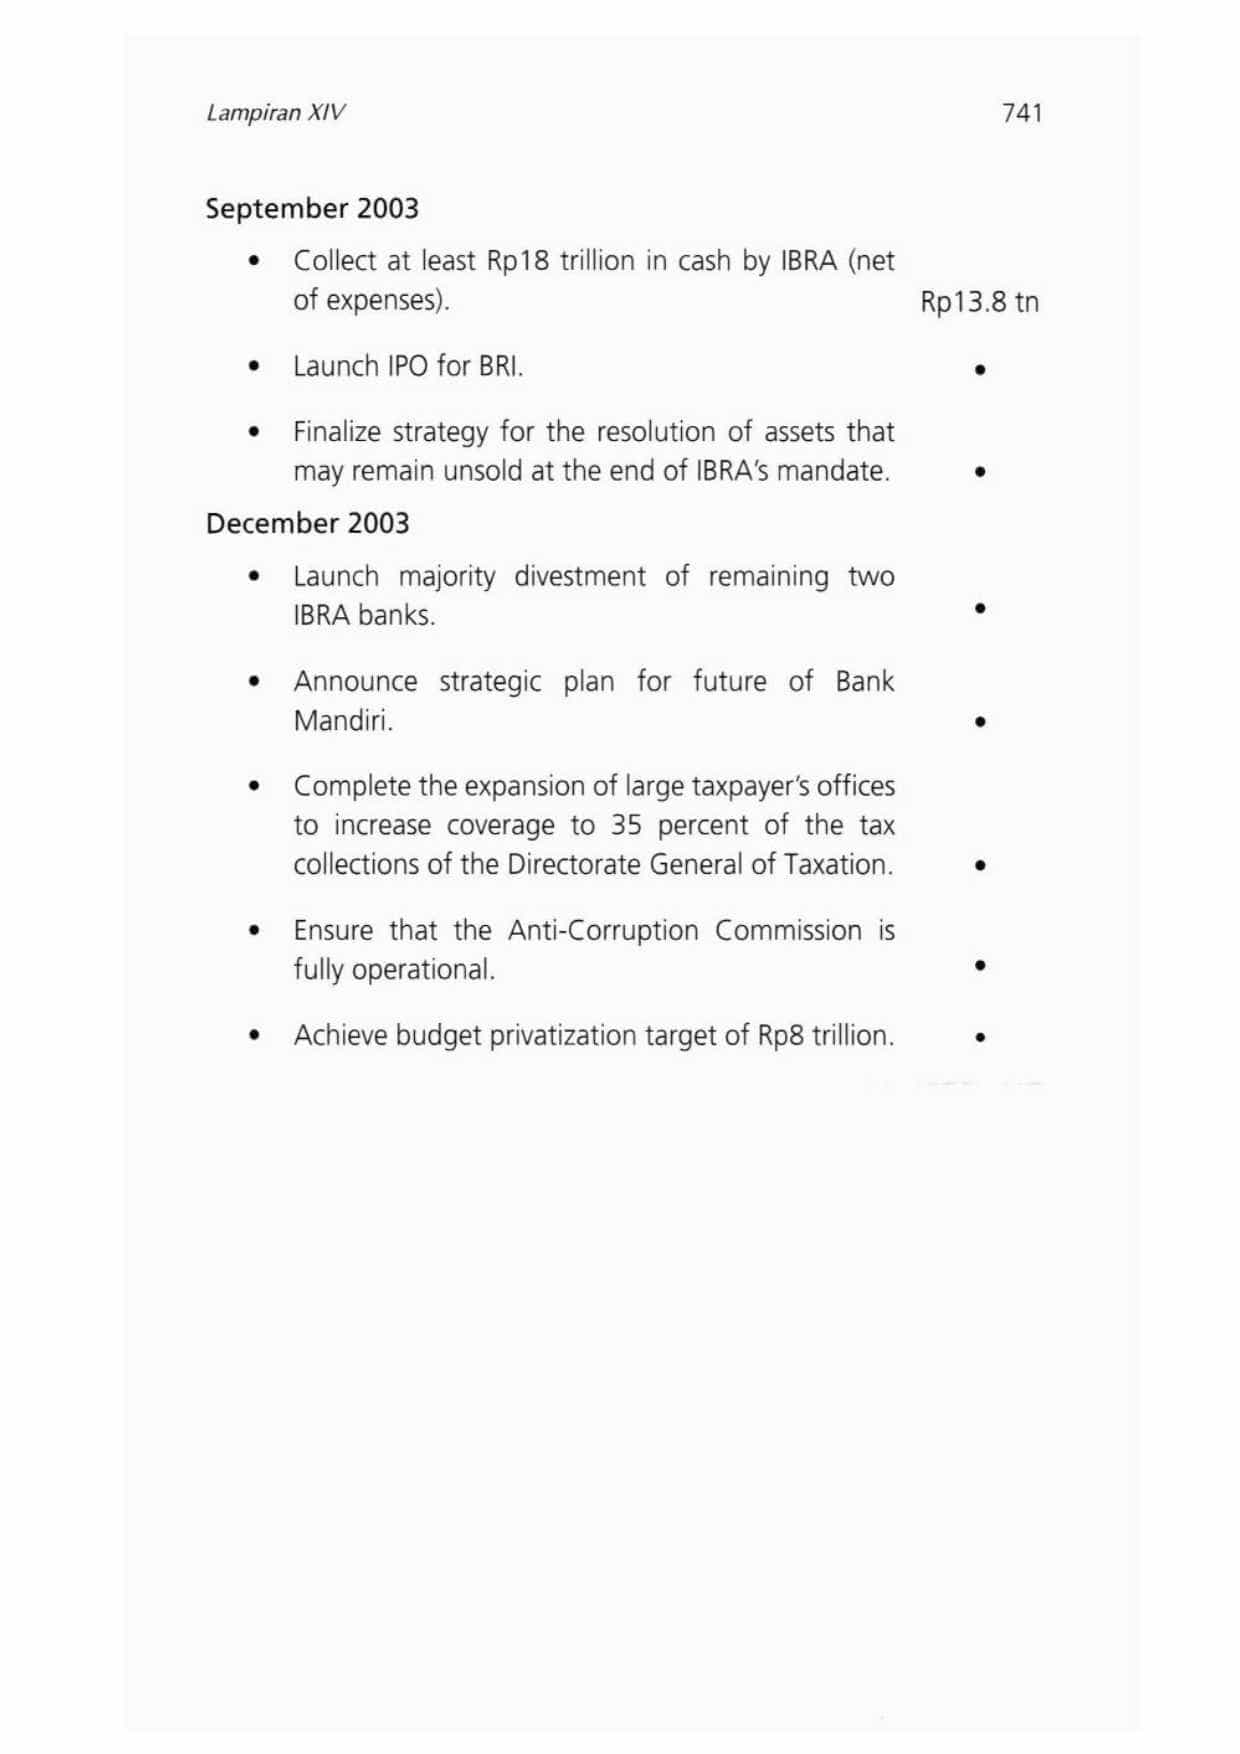 Lampiran XIV 741
September 2003
• Collect at least Rp18 trillion in cash by IBRA (net
of expenses). Rp13.8 tn
• Launch IPO for BRI. •
• Finalize strategy for the resolution of assets that
may remain unsold at the end of IBRA’s mandate. •
December 2003
• Launch majority divestment of remaining two
IBRA banks. •
• Announce strategic plan for future of Bank
Mandiri. •
• Complete the expansion of large taxpayer’s offices
to increase coverage to 35 percent of the tax
collections of the Directorate General of Taxation. •
• Ensure that the Anti-Corruption Commission is
fully operational. •
• Achieve budget privatization target of Rp8 trillion. •